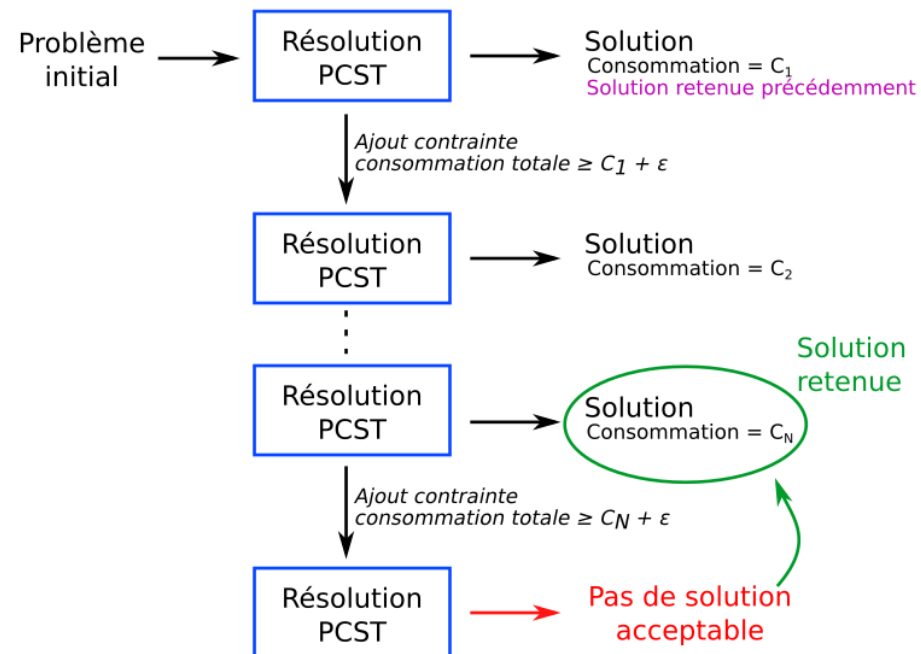 Problème
initial
Résolution
PCST
Solution
Consommation = C₁
Solution retenue précédemment
Ajout contrainte
consommation totale ≥ C1 + ε
Résolution
PCST
Solution
Consommation = C₂
Solution
retenue
Résolution
PCST
Solution
Consommation = C_N
Ajout contrainte
consommation totale ≥ CN + ε
Résolution
PCST
Pas de solution
acceptable